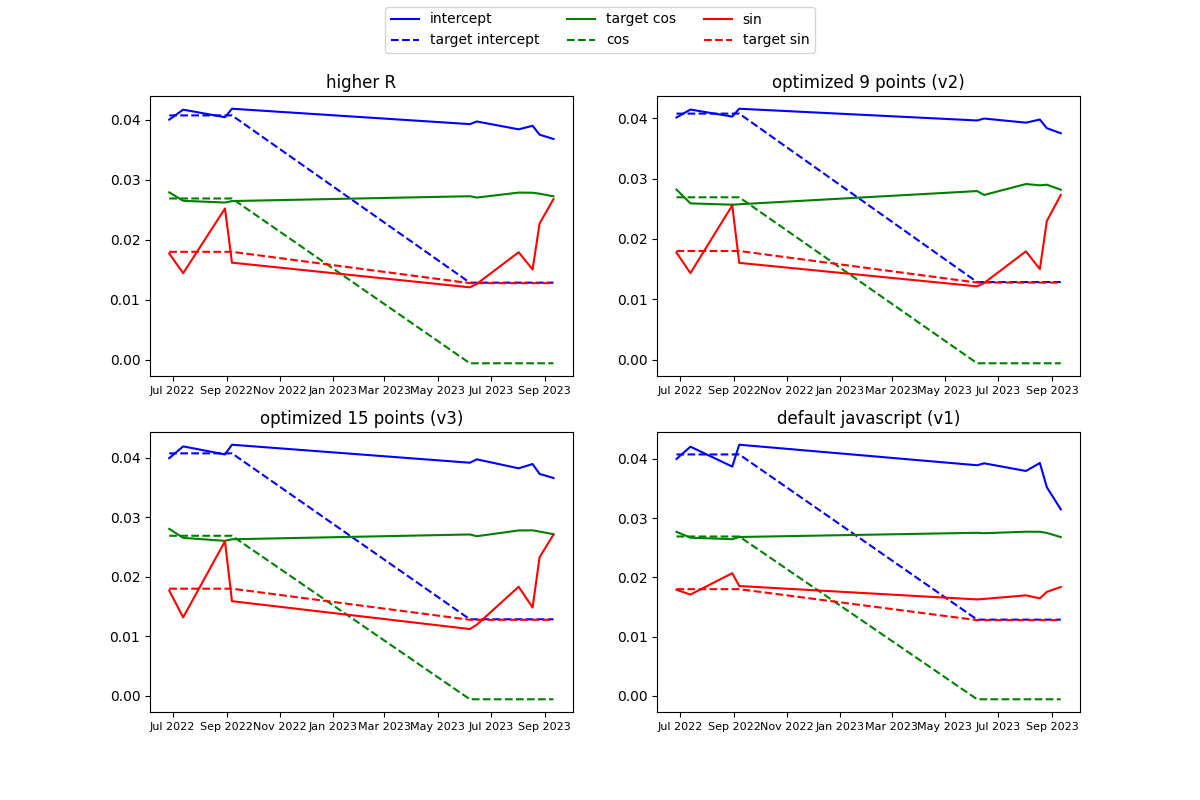 intercept target cos sin
target intercept cos target sin
higher R
0.04
0.03
0.02
0.01
0.00
Jul 2022 Sep 2022 Nov 2022 Jan 2023 Mar 2023 May 2023 Jul 2023 Sep 2023
optimized 9 points (v2)
0.04
0.03
0.02
0.01
0.00
Jul 2022 Sep 2022 Nov 2022 Jan 2023 Mar 2023 May 2023 Jul 2023 Sep 2023
optimized 15 points (v3)
0.04
0.03
0.02
0.01
0.00
Jul 2022 Sep 2022 Nov 2022 Jan 2023 Mar 2023 May 2023 Jul 2023 Sep 2023
default javascript (v1)
0.04
0.03
0.02
0.01
0.00
Jul 2022 Sep 2022 Nov 2022 Jan 2023 Mar 2023 May 2023 Jul 2023 Sep 2023